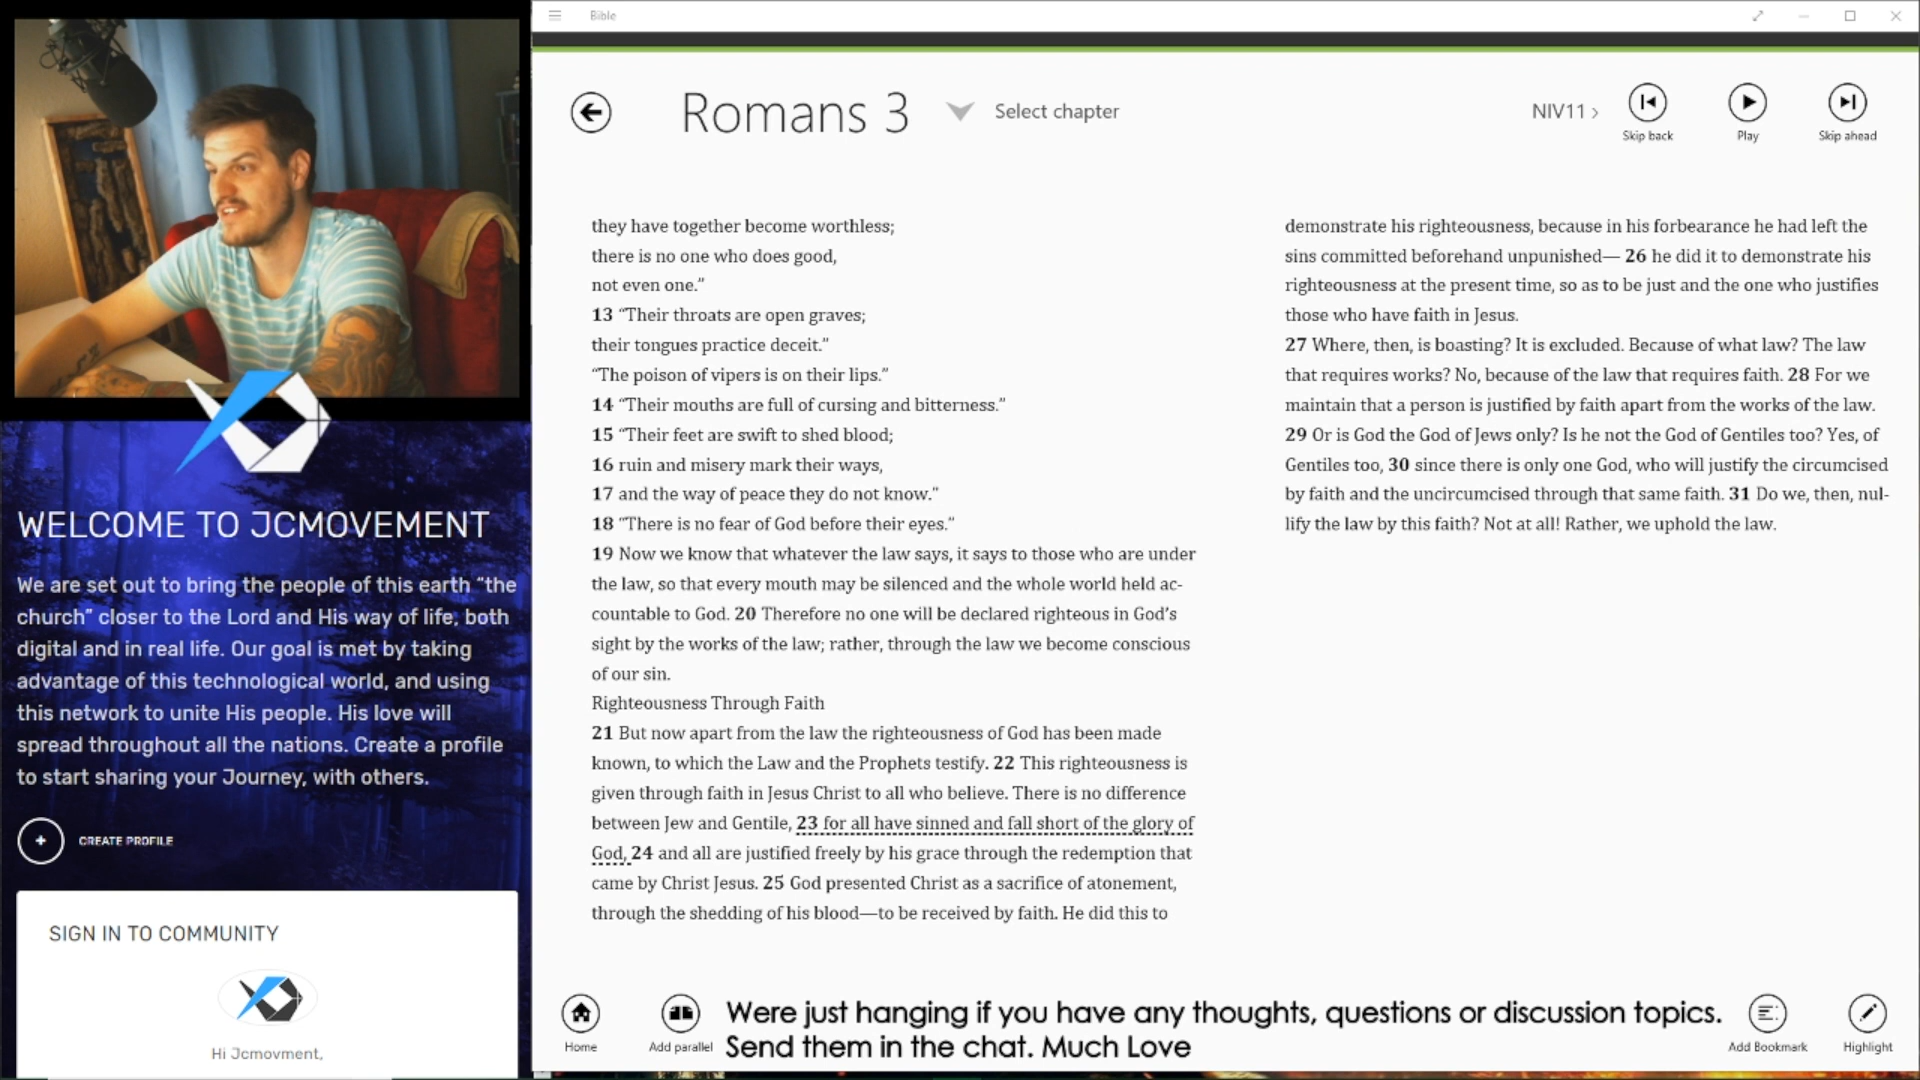 Bible
Romans 3
Select chapter
NIV11 ›
Skip back
Play
Skip ahead
they have together become worthless;
there is no one who does good,
not even one.”
13 “Their throats are open graves;
their tongues practice deceit.”
“The poison of vipers is on their lips.”
14 “Their mouths are full of cursing and bitterness.”
15 “Their feet are swift to shed blood;
16 ruin and misery mark their ways,
17 and the way of peace they do not know.”
18 “There is no fear of God before their eyes.”
19 Now we know that whatever the law says, it says to those who are under
the law, so that every mouth may be silenced and the whole world held ac-
countable to God. 20 Therefore no one will be declared righteous in God’s
sight by the works of the law; rather, through the law we become conscious
of our sin.
Righteousness Through Faith
21 But now apart from the law the righteousness of God has been made
known, to which the Law and the Prophets testify. 22 This righteousness is
given through faith in Jesus Christ to all who believe. There is no difference
between Jew and Gentile, 23 for all have sinned and fall short of the glory of
God, 24 and all are justified freely by his grace through the redemption that
came by Christ Jesus. 25 God presented Christ as a sacrifice of atonement,
through the shedding of his blood—to be received by faith. He did this to
demonstrate his righteousness, because in his forbearance he had left the
sins committed beforehand unpunished— 26 he did it to demonstrate his
righteousness at the present time, so as to be just and the one who justifies
those who have faith in Jesus.
27 Where, then, is boasting? It is excluded. Because of what law? The law
that requires works? No, because of the law that requires faith. 28 For we
maintain that a person is justified by faith apart from the works of the law.
29 Or is God the God of Jews only? Is he not the God of Gentiles too? Yes, of
Gentiles too, 30 since there is only one God, who will justify the circumcised
by faith and the uncircumcised through that same faith. 31 Do we, then, nul-
lify the law by this faith? Not at all! Rather, we uphold the law.
WELCOME TO JCMOVEMENT
We are set out to bring the people of this earth “the
church” closer to the Lord and His way of life, both
digital and in real life. Our goal is met by taking
advantage of this technological world, and using
this network to unite His people. His love will
spread throughout all the nations. Create a profile
to start sharing your Journey, with others.
CREATE PROFILE
SIGN IN TO COMMUNITY
Hi Jcmovment,
Home
Add parallel
Were just hanging if you have any thoughts, questions or discussion topics.
Send them in the chat. Much Love
Add Bookmark
Highlight